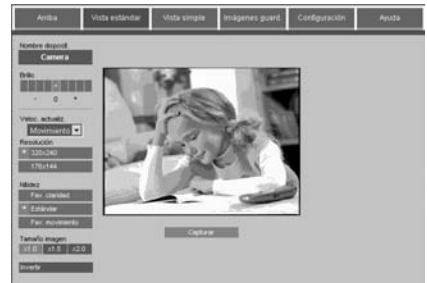 Arriba
Vista estándar
Vista simple
Imágenes guard.
Configuración
Ayuda
Nombre disposit.
Camera
Brillo
- 0 +
Veloc. actualiz.
Movimiento
Resolución
320x240
176x144
Nitidez
Fav. claridad
Estándar
Fav. movimiento
Tamaño imagen
x1.0 x1.5 x2.0
Invertir
Capturar